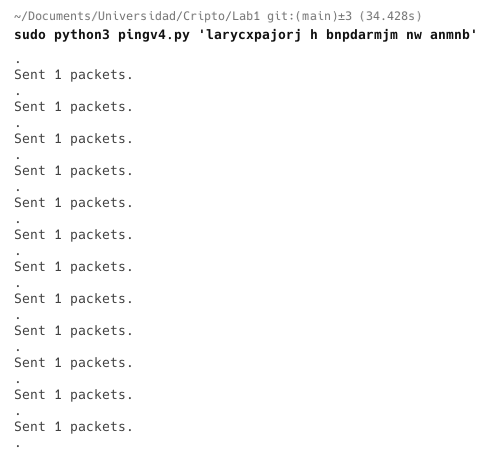 ~/Documents/Universidad/Cripto/Lab1 git:(main)±3 (34.428s)
sudo python3 pingv4.py 'larycxpajorj h bnpdarmjm nw anmnb'
.
Sent 1 packets.
.
Sent 1 packets.
.
Sent 1 packets.
.
Sent 1 packets.
.
Sent 1 packets.
.
Sent 1 packets.
.
Sent 1 packets.
.
Sent 1 packets.
.
Sent 1 packets.
.
Sent 1 packets.
.
Sent 1 packets.
.
Sent 1 packets.
.